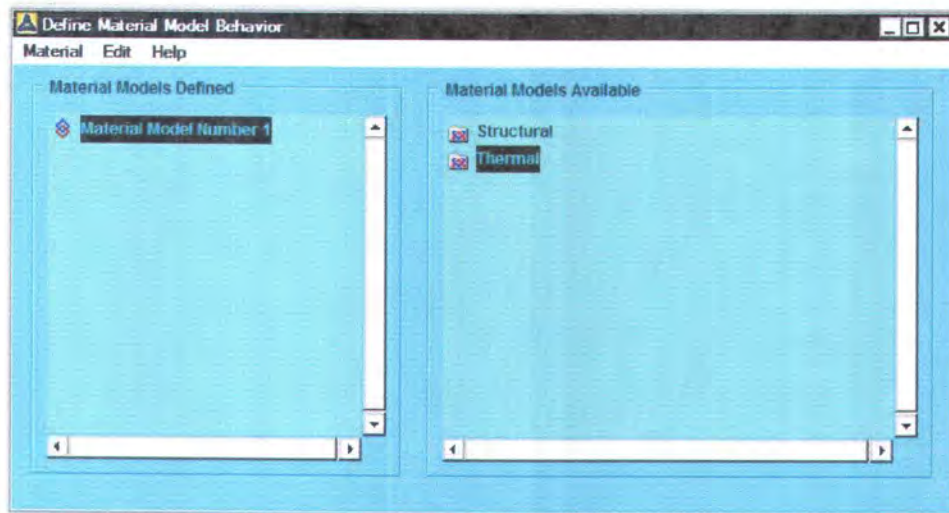 Define Material Model Behavior
Material Edit Help
Material Models Defined
Material Model Number 1
Material Models Available
Structural
Thermal